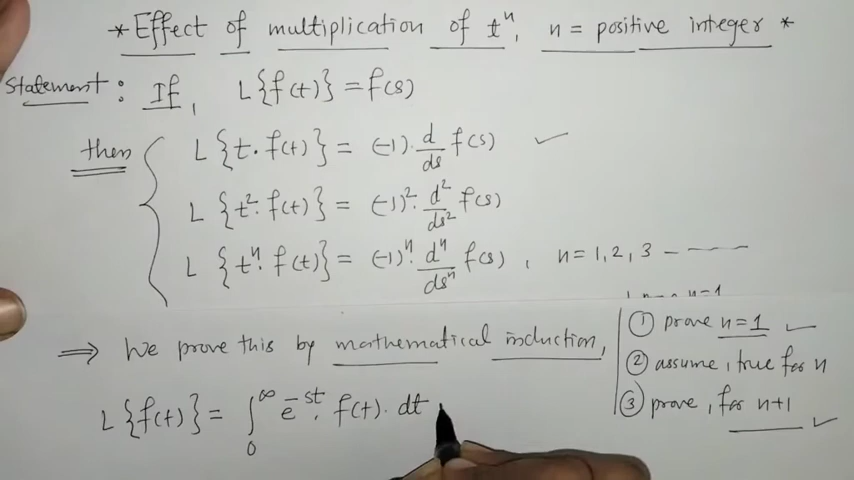 * Effect of multiplication of tⁿ, n = positive integer *
Statement : If, L{f(t)} = f(s)
then L{t. f(t)} = (-1). d/ds f(s)
L{t². f(t)} = (-1)². d²/ds² f(s)
L{tⁿ. f(t)} = (-1)ⁿ. dⁿ/dsⁿ f(s) , n = 1, 2, 3 - - - -
⇒ We prove this by mathematical induction,
L{f(t)} = ∫₀^∞ e^-st. f(t). dt
n=1
① prove n=1
② assume, true for n
③ prove, for n+1